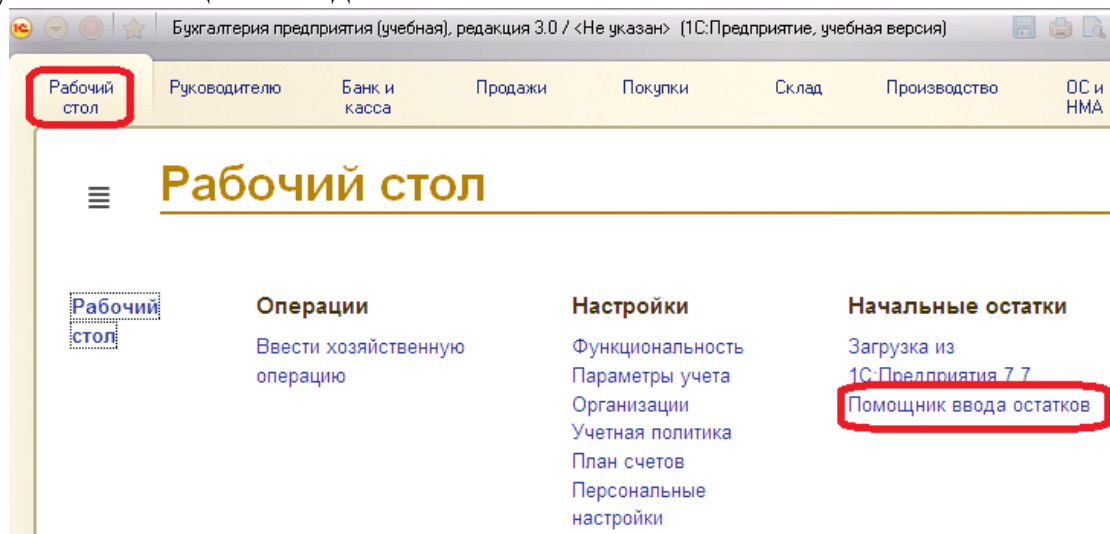 Бухгалтерия предприятия (учебная), редакция 3.0 / <Не указан> (1С:Предприятие, учебная версия)
Рабочий стол Руководителю Банк и касса Продажи Покупки Склад Производство ОС и НМА
Рабочий стол
Рабочий стол
Операции
Ввести хозяйственную
операцию
Настройки
Функциональность
Параметры учета
Организации
Учетная политика
План счетов
Персональные
настройки
Начальные остатки
Загрузка из
1С:Предприятия 7.7
Помощник ввода остатков